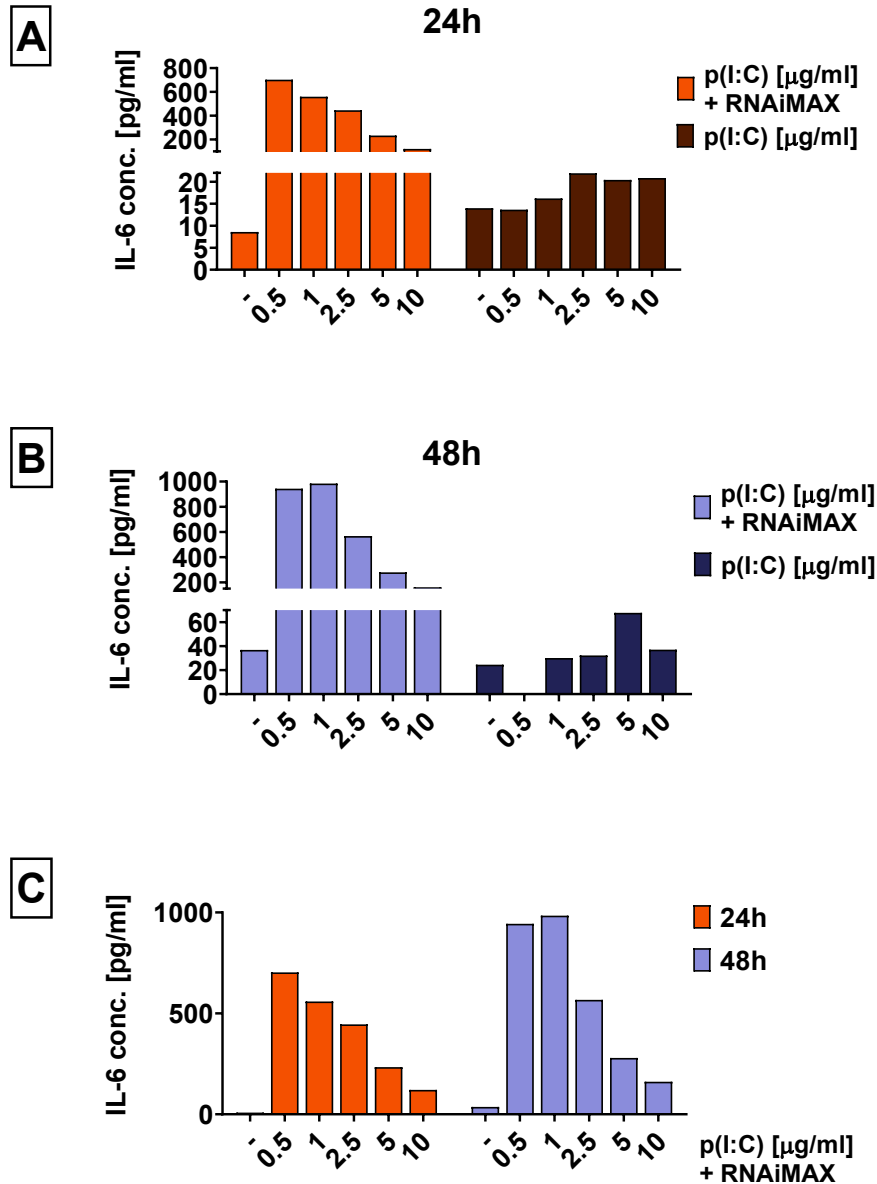 A
24h
IL-6 conc. [pg/ml]
800
600
400
200
20
15
10
5
0
- 0.5 1 2.5 5 10 - 0.5 1 2.5 5 10
p(I:C) [µg/ml]
+ RNAiMAX
p(I:C) [µg/ml]
B
48h
IL-6 conc. [pg/ml]
1000
800
600
400
200
60
40
20
0
- 0.5 1 2.5 5 10 - 0.5 1 2.5 5 10
p(I:C) [µg/ml]
+ RNAiMAX
p(I:C) [µg/ml]
C
IL-6 conc. [pg/ml]
1000
500
0
- 0.5 1 2.5 5 10 - 0.5 1 2.5 5 10
24h
48h
p(I:C) [µg/ml]
+ RNAiMAX